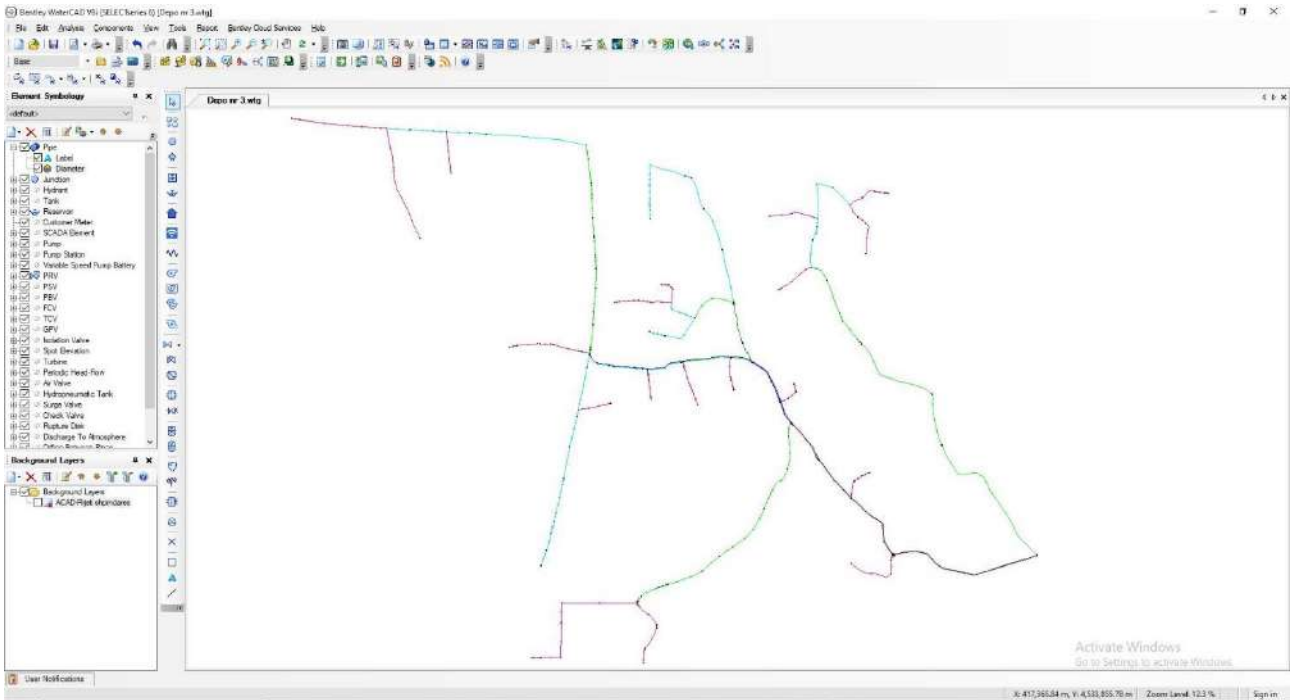 Bentley WaterCAD V8i (SELECTseries 6) [Depo nr 3.wtg]
File Edit Analysis Components View Tools Report Bentley Cloud Services Help
Base
Element Symbology
<default>
Depo nr 3.wtg
Pipe
Label
Diameter
Junction
Hydrant
Tank
Reservoir
Customer Meter
SCADA Element
Pump
Pump Station
Variable Speed Pump Battery
PRV
PSV
PBV
FCV
TCV
GPV
Isolation Valve
Spot Elevation
Turbine
Periodic Head-Flow
Air Valve
Hydropneumatic Tank
Surge Valve
Check Valve
Rupture Disk
Discharge To Atmosphere
Background Layers
Background Layers
Activate Windows
Go to Settings to activate Windows.
User Notifications
Zoom Level: 12.3 % Sign in